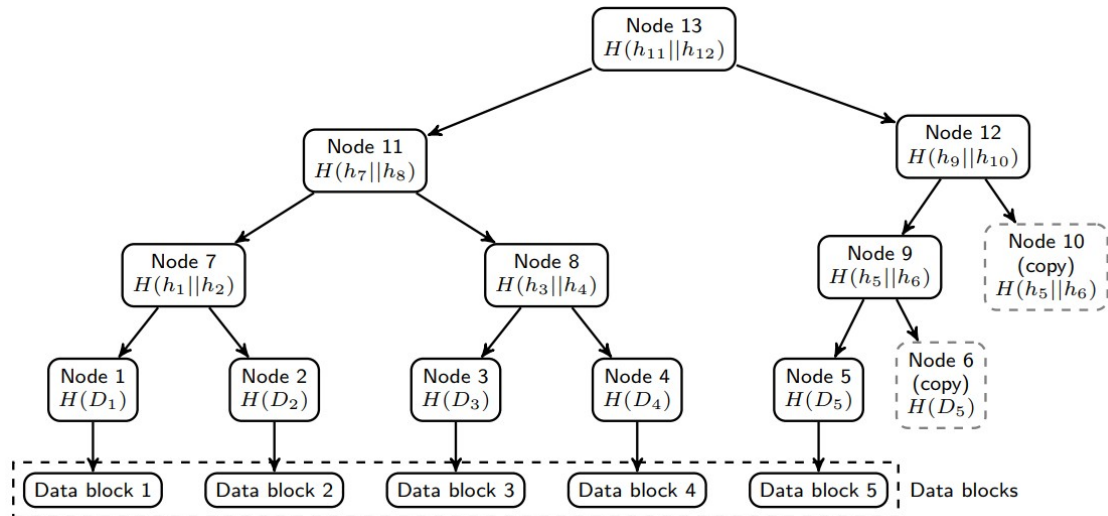 Node 13
H(h₁₁||h₁₂)
Node 11
H(h₇||h₈)
Node 12
H(h₉||h₁₀)
Node 7
H(h₁||h₂)
Node 8
H(h₃||h₄)
Node 9
H(h₅||h₆)
Node 10
(copy)
H(h₅||h₆)
Node 1
H(D₁)
Node 2
H(D₂)
Node 3
H(D₃)
Node 4
H(D₄)
Node 5
H(D₅)
Node 6
(copy)
H(D₅)
Data block 1
Data block 2
Data block 3
Data block 4
Data block 5
Data blocks